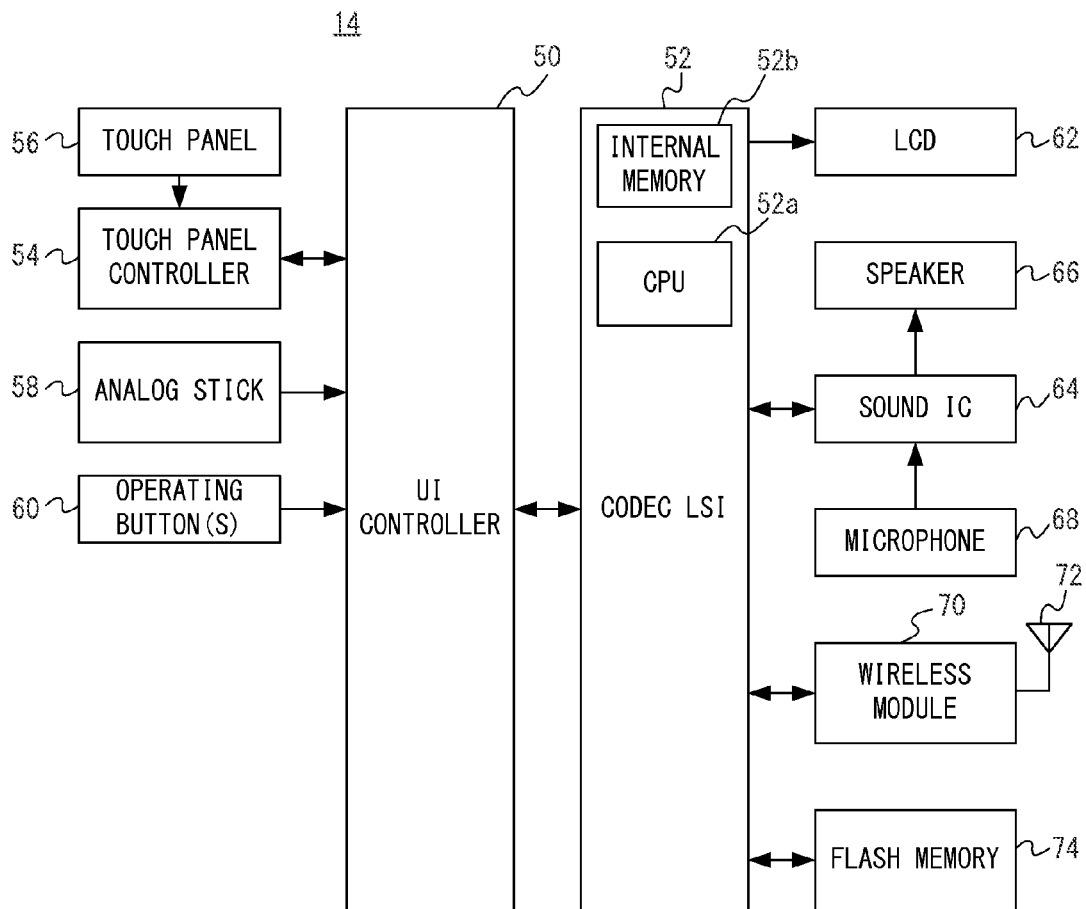 14
50
52
52b
56
TOUCH PANEL
INTERNAL
MEMORY
LCD
62
52a
54
TOUCH PANEL
CONTROLLER
CPU
SPEAKER
66
58
ANALOG STICK
SOUND IC
64
60
OPERATING
BUTTON(S)
UI
CONTROLLER
CODEC LSI
MICROPHONE
68
72
70
WIRELESS
MODULE
FLASH MEMORY
74